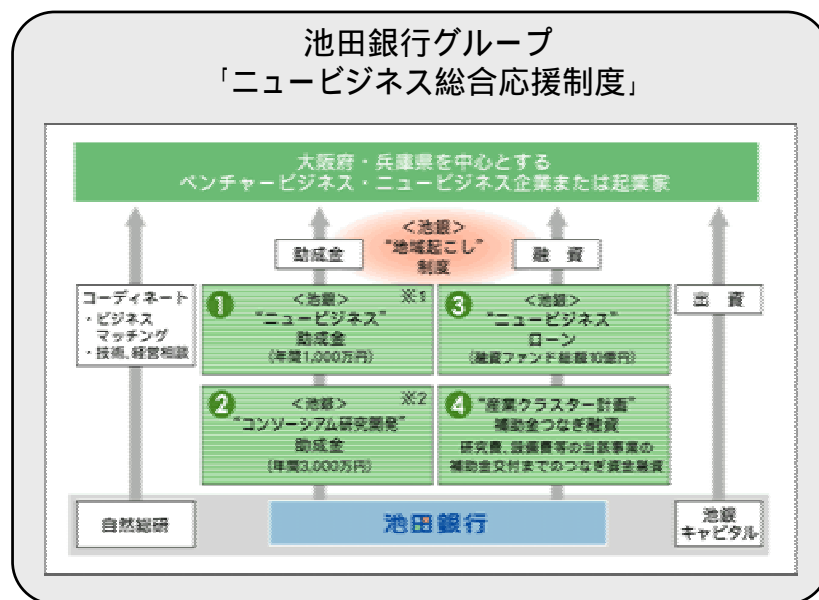 池田銀行グループ
「ニュービジネス総合応援制度」
大阪府・兵庫県を中心とする
ベンチャービジネス・ニュービジネス企業または起業家
<池銀>
“地域起こし”
制度
助成金
融　資
コーディネート
・ビジネス
マッチング
・技術、経営相談
1
<池銀>
※1
“ニュービジネス”
助成金
(年間1,000万円)
3
<池銀>
“ニュービジネス”
ローン
(融資ファンド総額10億円)
出　資
2
<池銀>
※2
“コンソーシアム研究開発”
助成金
(年間3,000万円)
4
“産業クラスター計画”
補助金つなぎ融資
研究費、設備費等の当該事業の
補助金交付までのつなぎ資金融資
自然総研
池田銀行
池銀
キャピタル